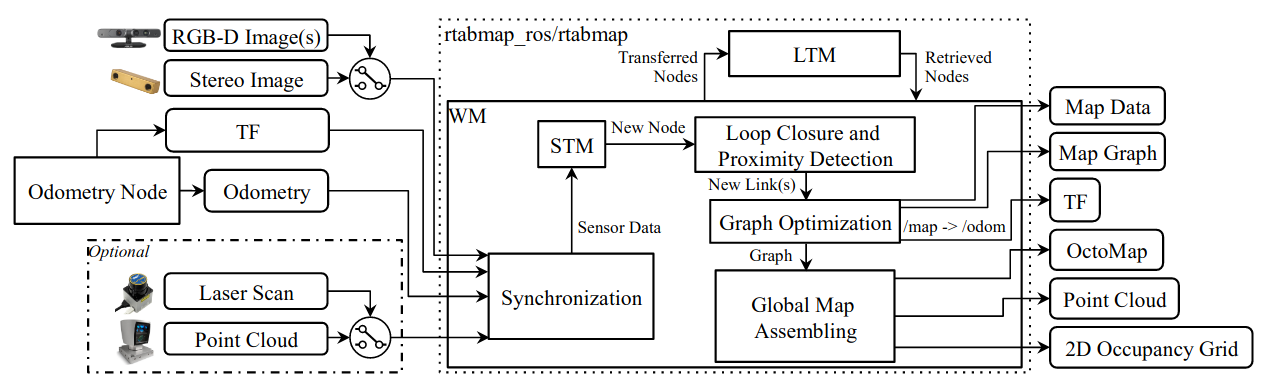 RGB-D Image(s)
Stereo Image
TF
Odometry Node
Odometry
Optional
Laser Scan
Point Cloud
rtabmap_ros/rtabmap
Transferred
Nodes
LTM
Retrieved
Nodes
WM
STM
New Node
Loop Closure and
Proximity Detection
New Link(s)
Graph Optimization
/map -> /odom
Sensor Data
Graph
Synchronization
Global Map
Assembling
Map Data
Map Graph
TF
OctoMap
Point Cloud
2D Occupancy Grid